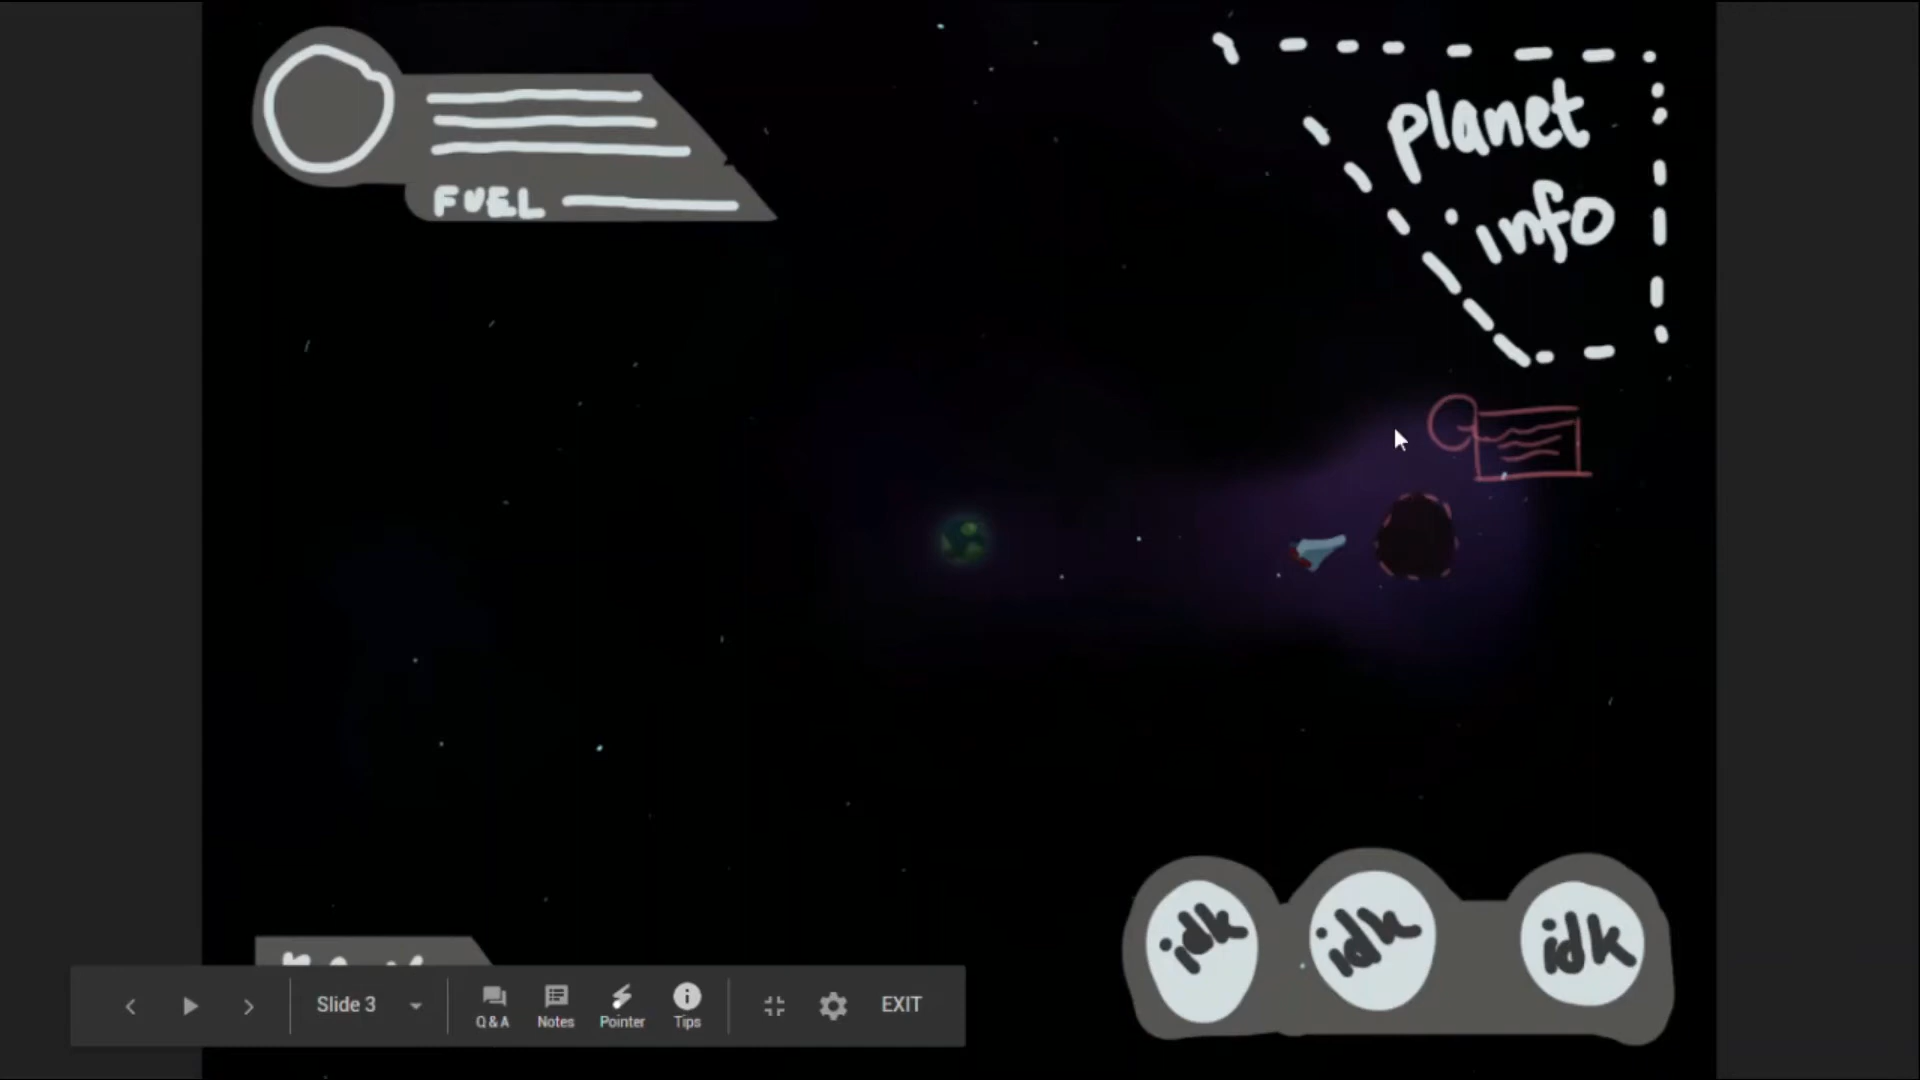 planet
info
FUEL
idk
idk
idk
Slide 3
Q & A
Notes
Pointer
Tips
EXIT